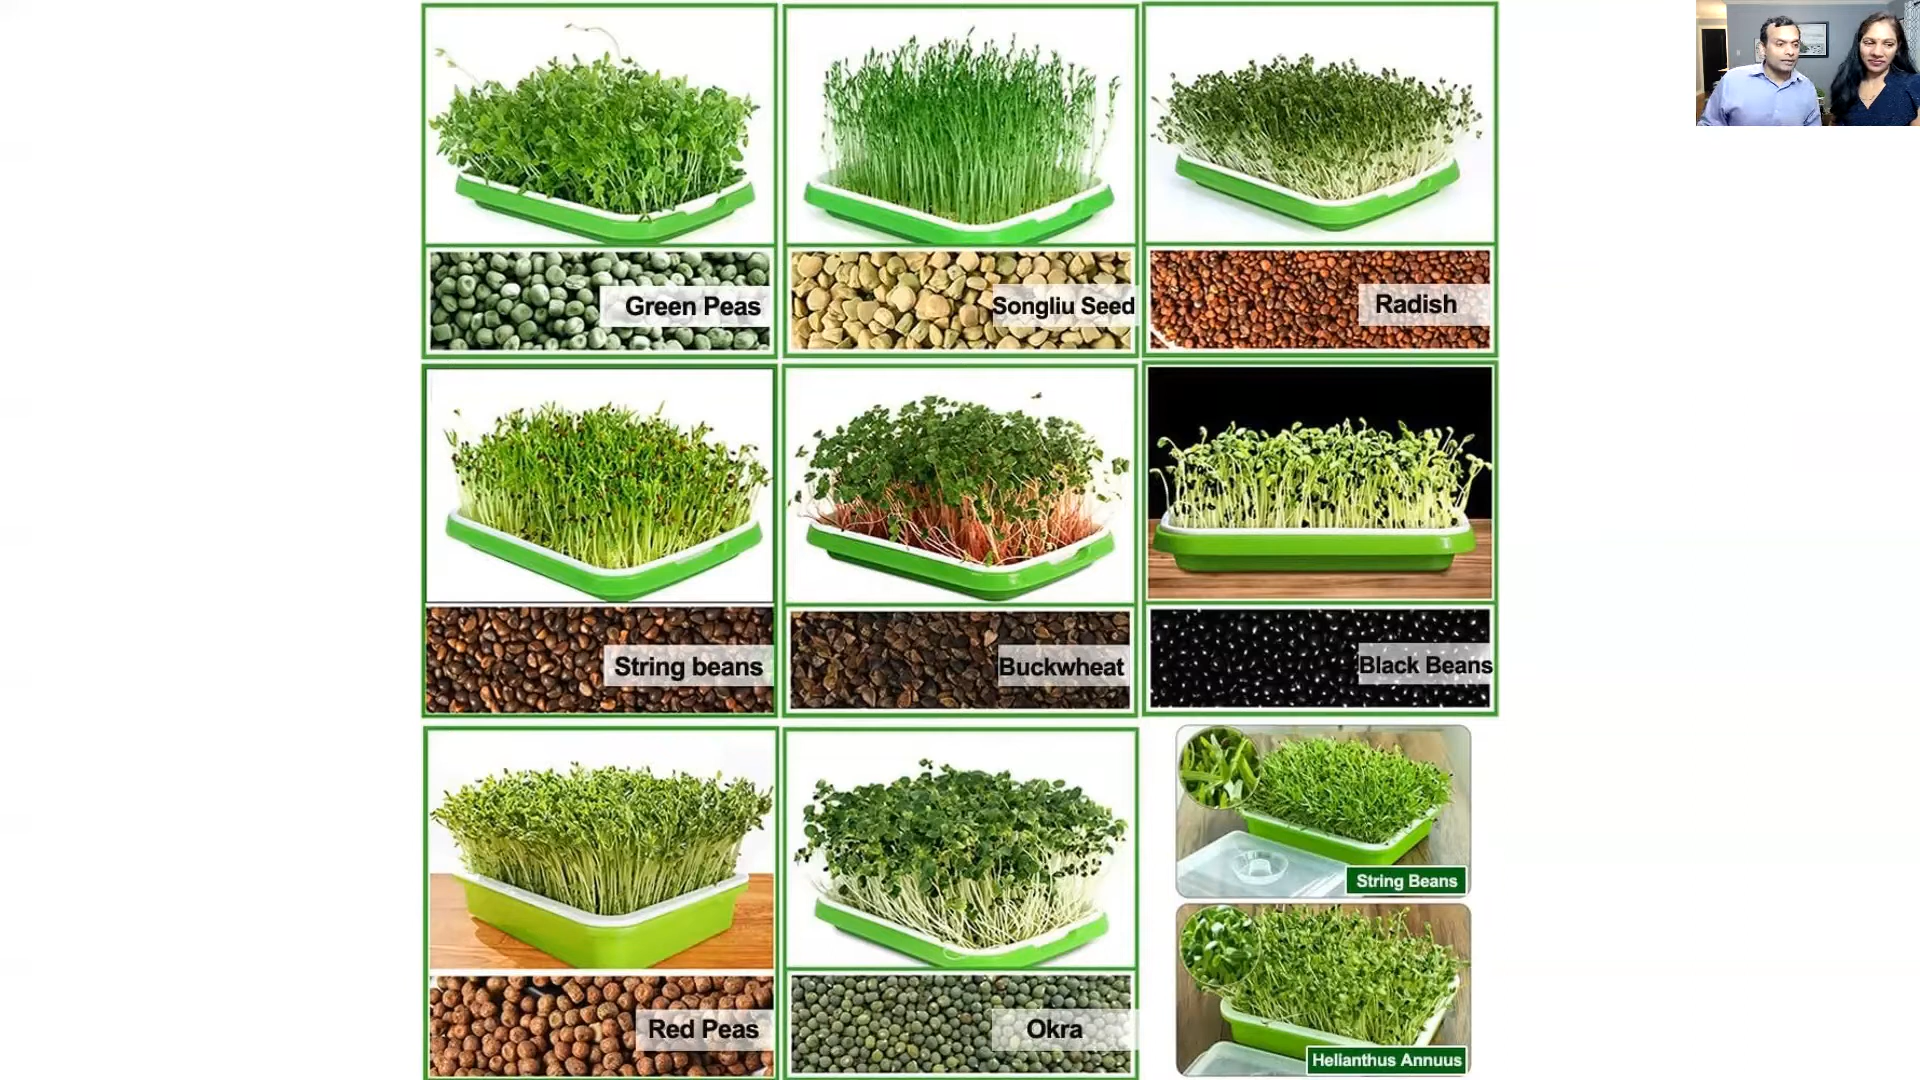 Green Peas
Songliu Seed
Radish
String beans
Buckwheat
Black Beans
Red Peas
Okra
String Beans
Helianthus Annuus